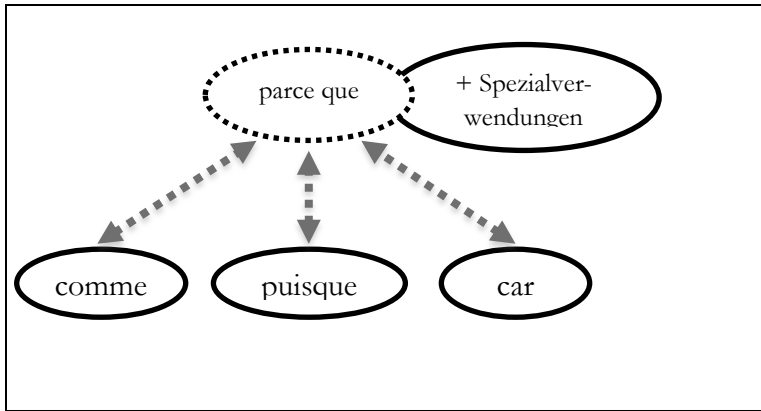 parce que
+ Spezialver-
wendungen
comme
puisque
car